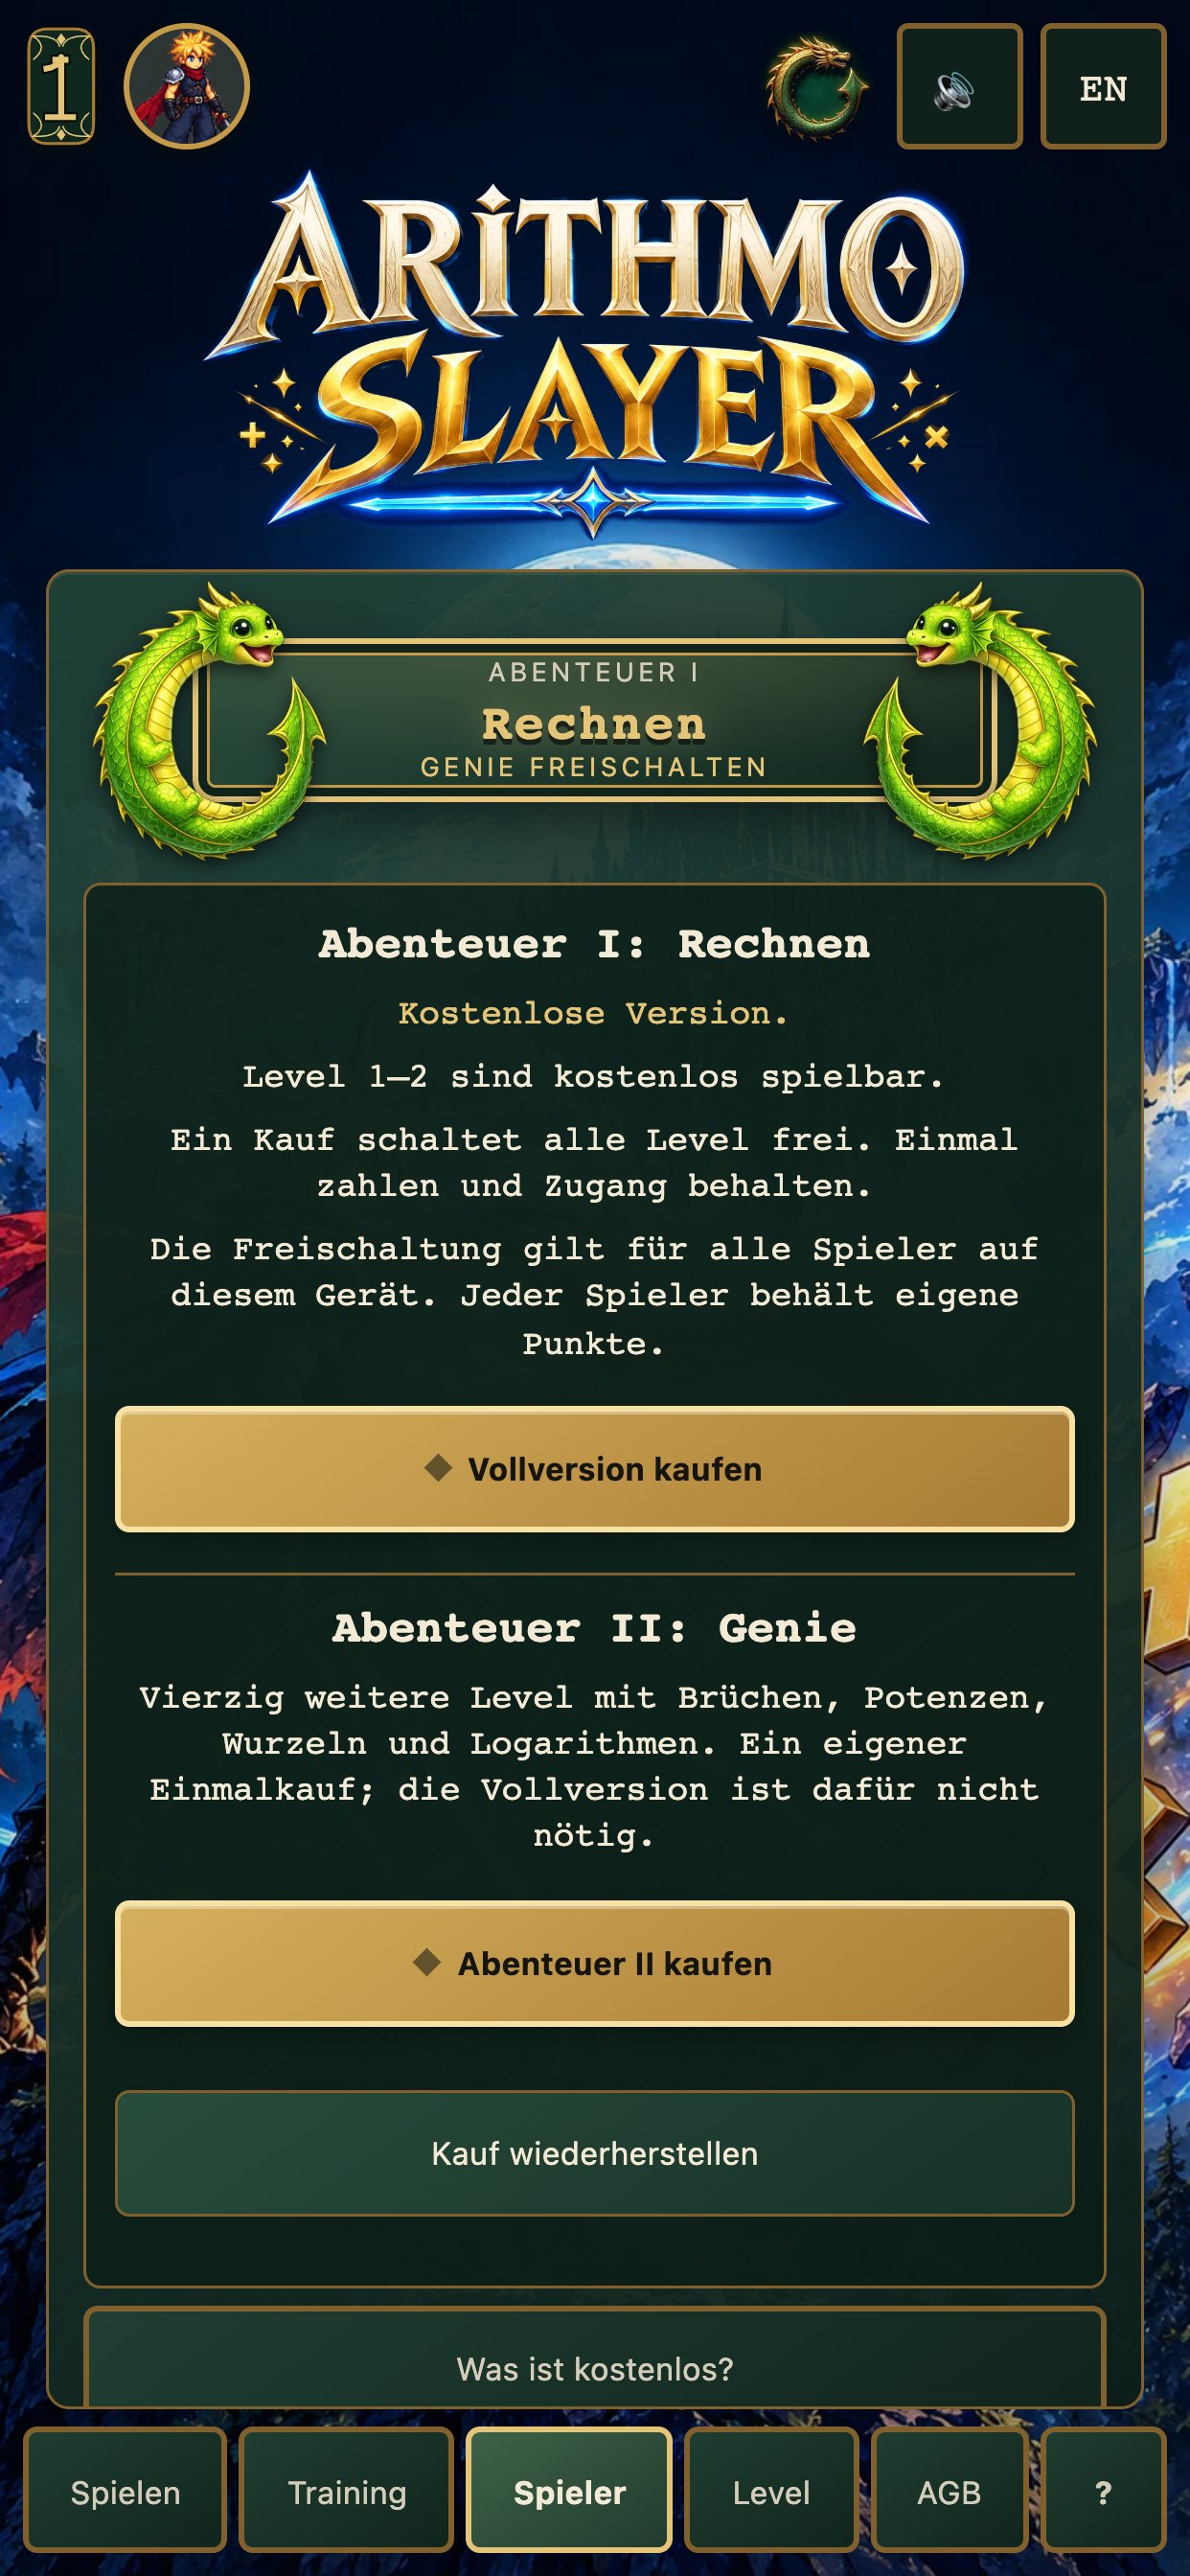 1
EN
ARiTHMO
SLAYER
ABENTEUER I
Rechnen
GENIE FREISCHALTEN
Abenteuer I: Rechnen
Kostenlose Version.
Level 1–2 sind kostenlos spielbar.
Ein Kauf schaltet alle Level frei. Einmal
zahlen und Zugang behalten.
Die Freischaltung gilt für alle Spieler auf
diesem Gerät. Jeder Spieler behält eigene
Punkte.
◆ Vollversion kaufen
Abenteuer II: Genie
Vierzig weitere Level mit Brüchen, Potenzen,
Wurzeln und Logarithmen. Ein eigener
Einmalkauf; die Vollversion ist dafür nicht
nötig.
◆ Abenteuer II kaufen
Kauf wiederherstellen
Was ist kostenlos?
Spielen Training Spieler Level AGB ?